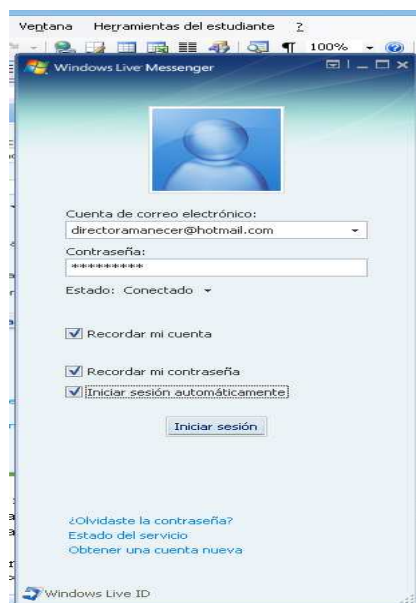 Ventana Herramientas del estudiante ?
100%
Windows Live Messenger
Cuenta de correo electrónico:
directoramanecer@hotmail.com
Contraseña:
*********
Estado: Conectado
Recordar mi cuenta
Recordar mi contraseña
Iniciar sesión automáticamente
Iniciar sesión
¿Olvidaste la contraseña?
Estado del servicio
Obtener una cuenta nueva
Windows Live ID